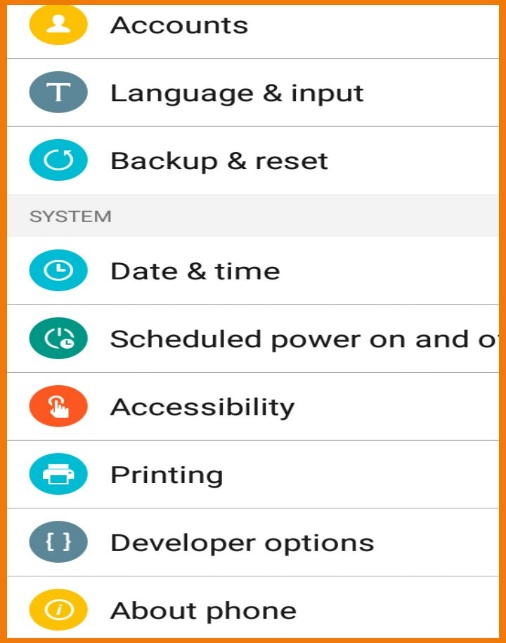 Accounts
T
Language & input
Backup & reset
SYSTEM
Date & time
Scheduled power on and
Accessibility
Printing
{ }
Developer options
i
About phone